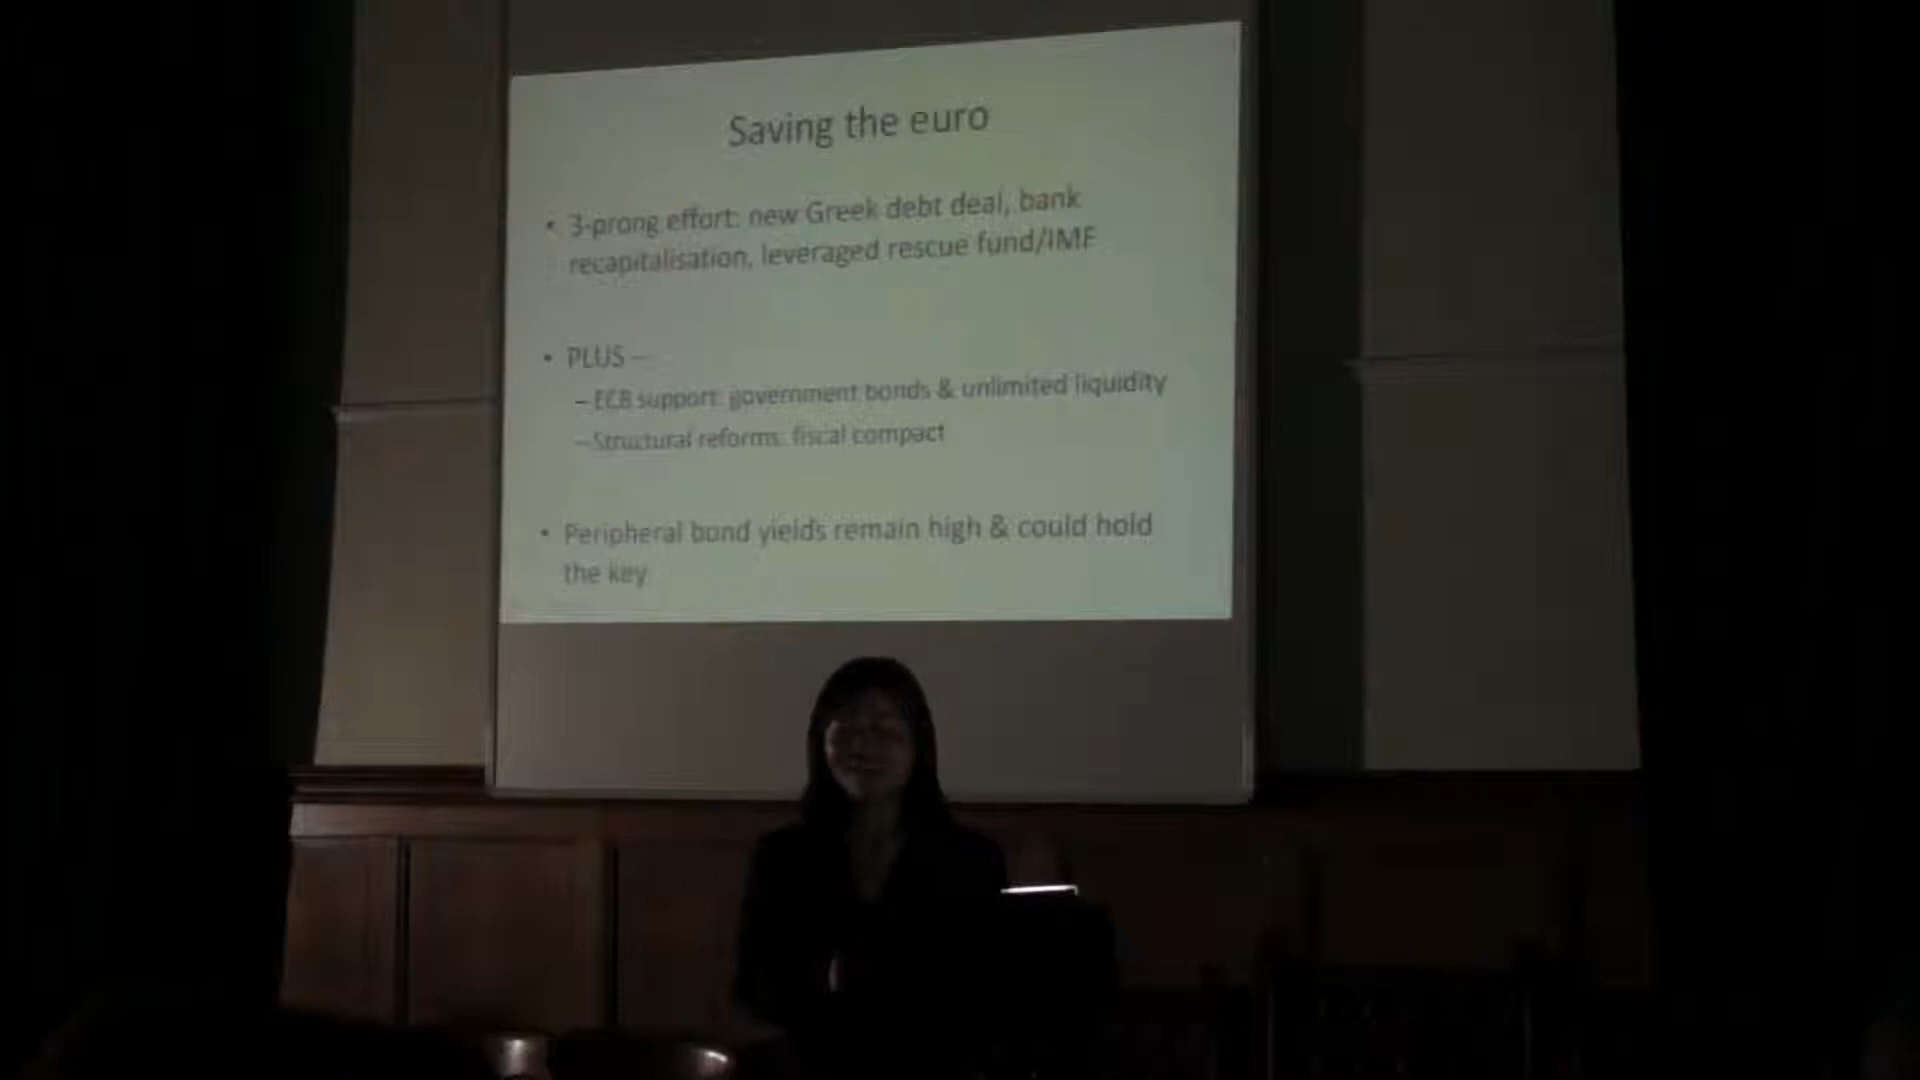 Saving the euro
• 3-prong effort: new Greek debt deal, bank
recapitalisation, leveraged rescue fund/IMF
• PLUS –
– ECB support: government bonds & unlimited liquidity
– Structural reforms: fiscal compact
• Peripheral bond yields remain high & could hold
the key